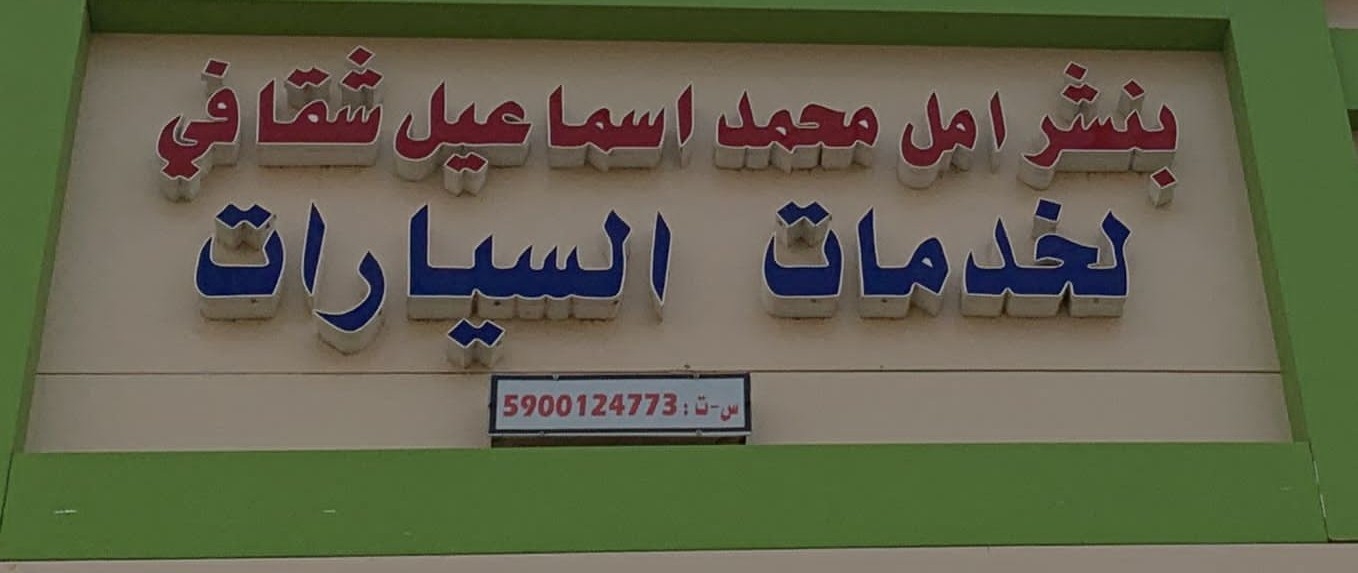 بنشر امل محمد اسماعيل شقافي
لخدمات السيارات
س-ت : 5900124773